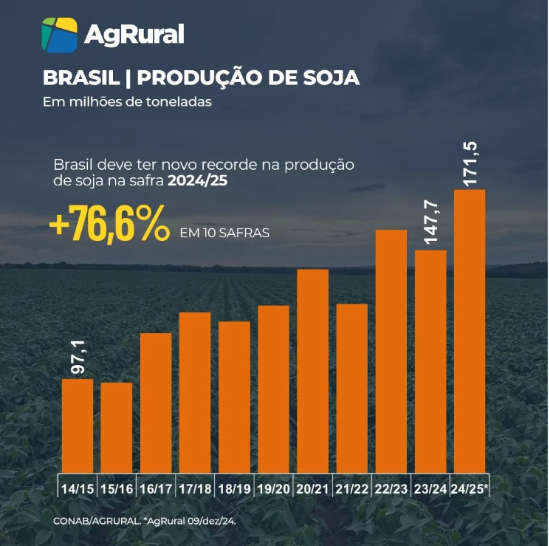 AgRural
BRASIL | PRODUÇÃO DE SOJA
Em milhões de toneladas
Brasil deve ter novo recorde na produção
de soja na safra 2024/25
+76,6% EM 10 SAFRAS
97,1
147,7
171,5
14/15 15/16 16/17 17/18 18/19 19/20 20/21 21/22 22/23 23/24 24/25*
CONAB/AGRURAL. *AgRural 09/dez/24.